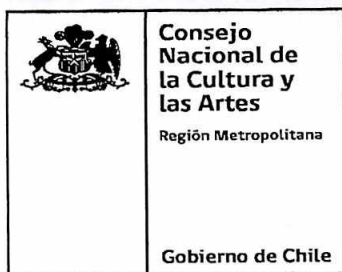 Consejo
Nacional de
la Cultura y
las Artes
Región Metropolitana
Gobierno de Chile